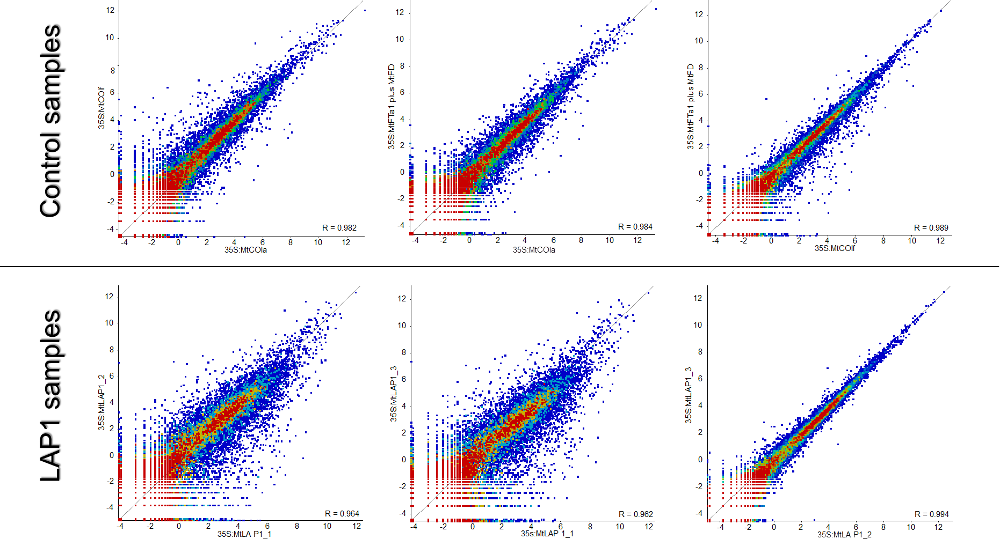 Control samples
12
10
8
6
4
2
0
-2
-4
35S:MtCOlf
-4 -2 0 2 4 6 8 10 12
35S:MtCOla
R = 0.982
12
10
8
6
4
2
0
-2
-4
35S:MtFTa1 plus MtFD
-4 -2 0 2 4 6 8 10 12
35S:MtCOla
R = 0.984
12
10
8
6
4
2
0
-2
-4
35S:MtFTa1 plus MtFD
-4 -2 0 2 4 6 8 10 12
35S:MtCOlf
R = 0.989
LAP1 samples
12
10
8
6
4
2
0
-2
-4
35S:MtLAP1_2
-4 -2 0 2 4 6 8 10 12
35S:MtLA P1_1
R = 0.964
12
10
8
6
4
2
0
-2
-4
35S:MtLAP1_3
-4 -2 0 2 4 6 8 10 12
35s:MtLAP 1_1
R = 0.962
12
10
8
6
4
2
0
-2
-4
35S:MtLAP1_3
-4 -2 0 2 4 6 8 10 12
35S:MtLA P1_2
R = 0.994